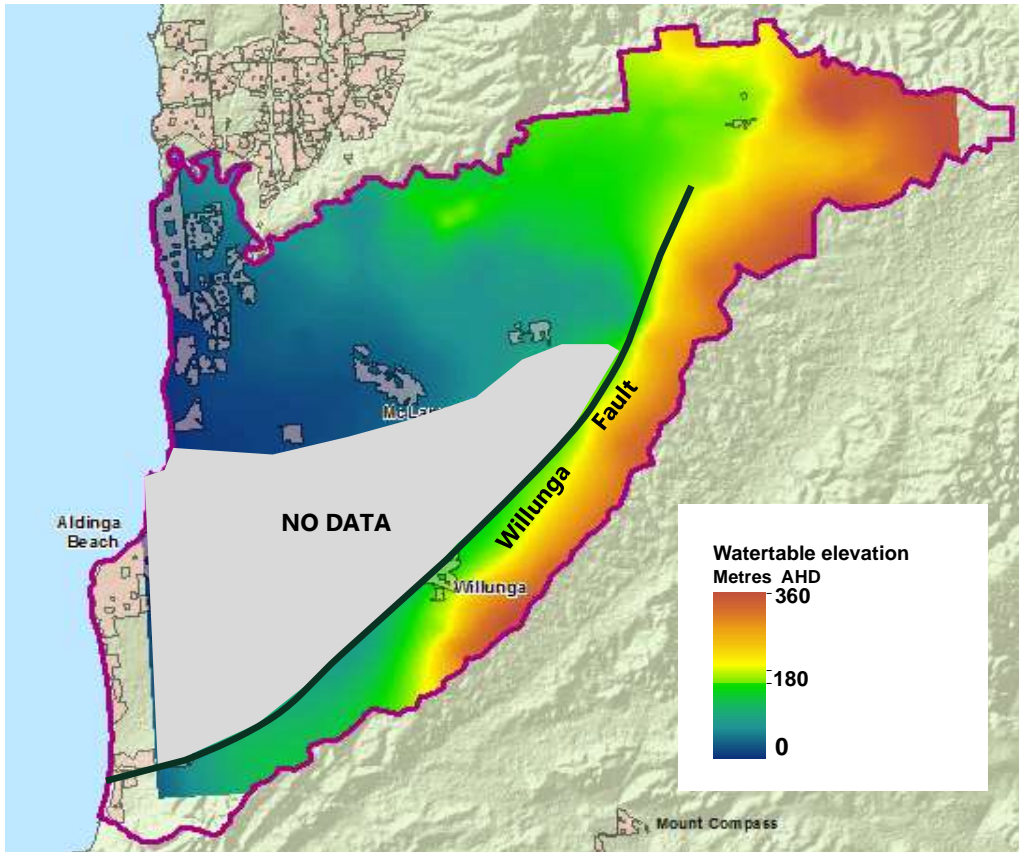 Fault
Willunga
NO DATA
Aldinga
Beach
Willunga
Watertable elevation
Metres AHD
360
180
0
Mount Compass